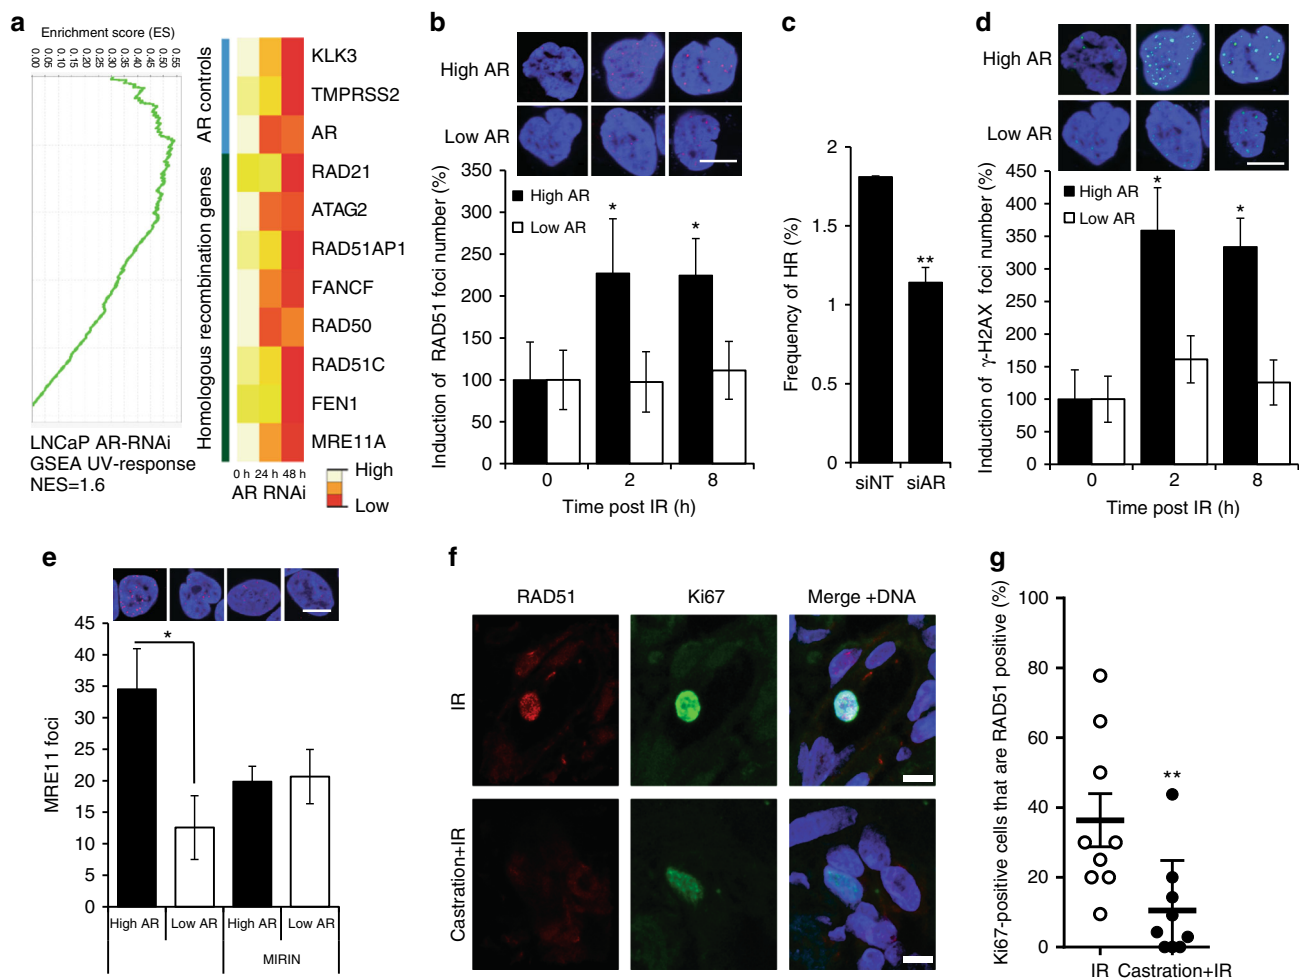 a
Enrichment score (ES)
0.00 0.05 0.10 0.15 0.20 0.25 0.30 0.35 0.40 0.45 0.50 0.55
LNCaP AR-RNAi
GSEA UV-response
NES=1.6
AR controls
Homologous recombination genes
KLK3
TMPRSS2
AR
RAD21
ATAG2
RAD51AP1
FANCF
RAD50
RAD51C
FEN1
MRE11A
0 h 24 h 48 h
AR RNAi
High
Low
b
High AR
Low AR
Induction of RAD51 foci number (%)
350
300
250
200
150
100
50
0
High AR
Low AR
*
*
0 2 8
Time post IR (h)
c
Frequency of HR (%)
2
1.5
1
0.5
0
**
siNT siAR
d
High AR
Low AR
Induction of γ-H2AX foci number (%)
450
400
350
300
250
200
150
100
50
0
High AR
Low AR
*
*
0 2 8
Time post IR (h)
e
MRE11 foci
45
40
35
30
25
20
15
10
5
0
*
High AR Low AR High AR Low AR
MIRIN
f
RAD51 Ki67 Merge +DNA
IR
Castration+IR
g
Ki67-positive cells that are RAD51 positive (%)
100
80
60
40
20
0
**
IR Castration+IR